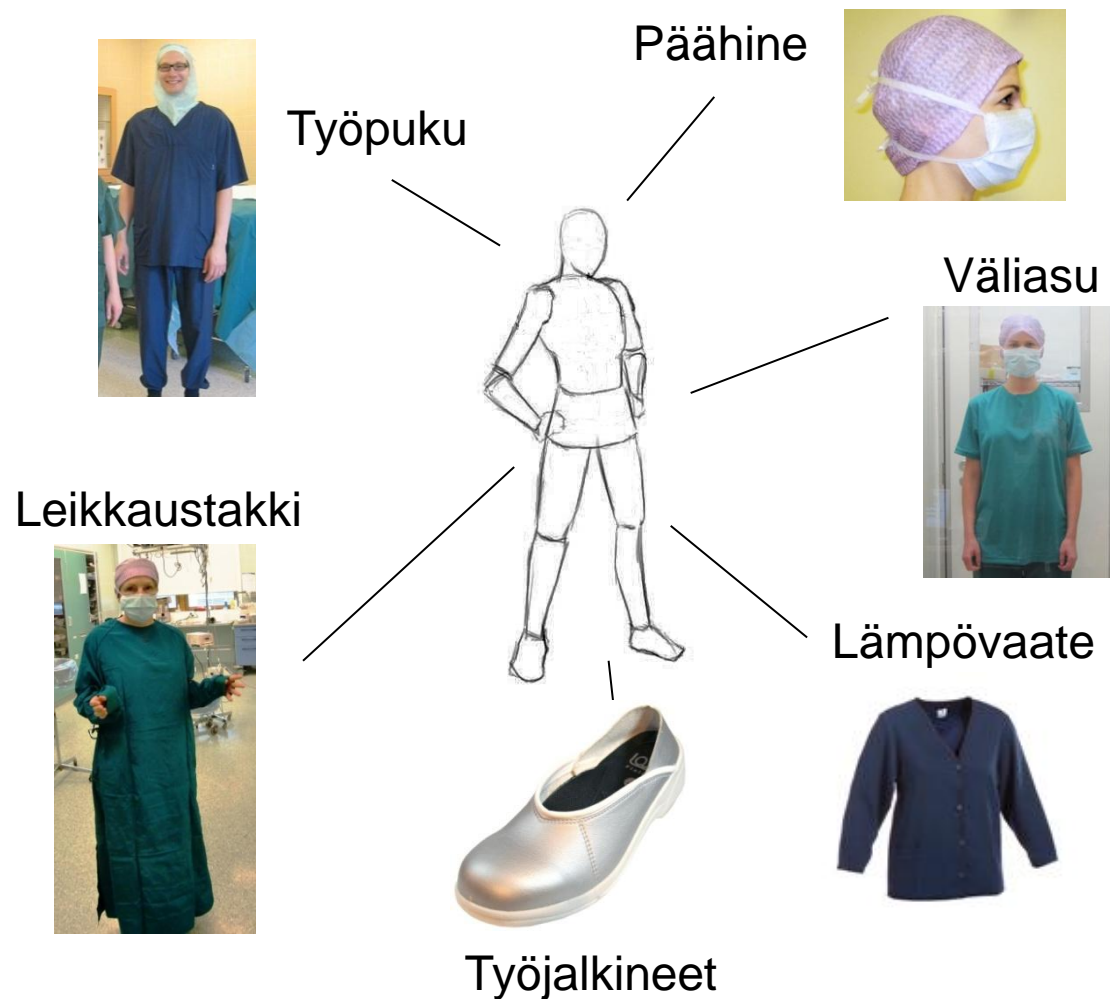 Päähine
Työpuku
Väliasu
Leikkaustakki
Lämpövaate
Työjalkineet